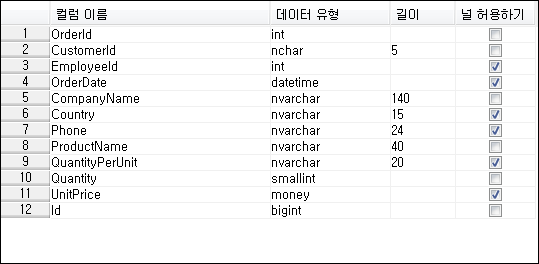 컬럼 이름 데이터 유형 길이 널 허용하기
1 OrderId int
2 CustomerId nchar 5
3 EmployeeId int
4 OrderDate datetime
5 CompanyName nvarchar 140
6 Country nvarchar 15
7 Phone nvarchar 24
8 ProductName nvarchar 40
9 QuantityPerUnit nvarchar 20
10 Quantity smallint
11 UnitPrice money
12 Id bigint